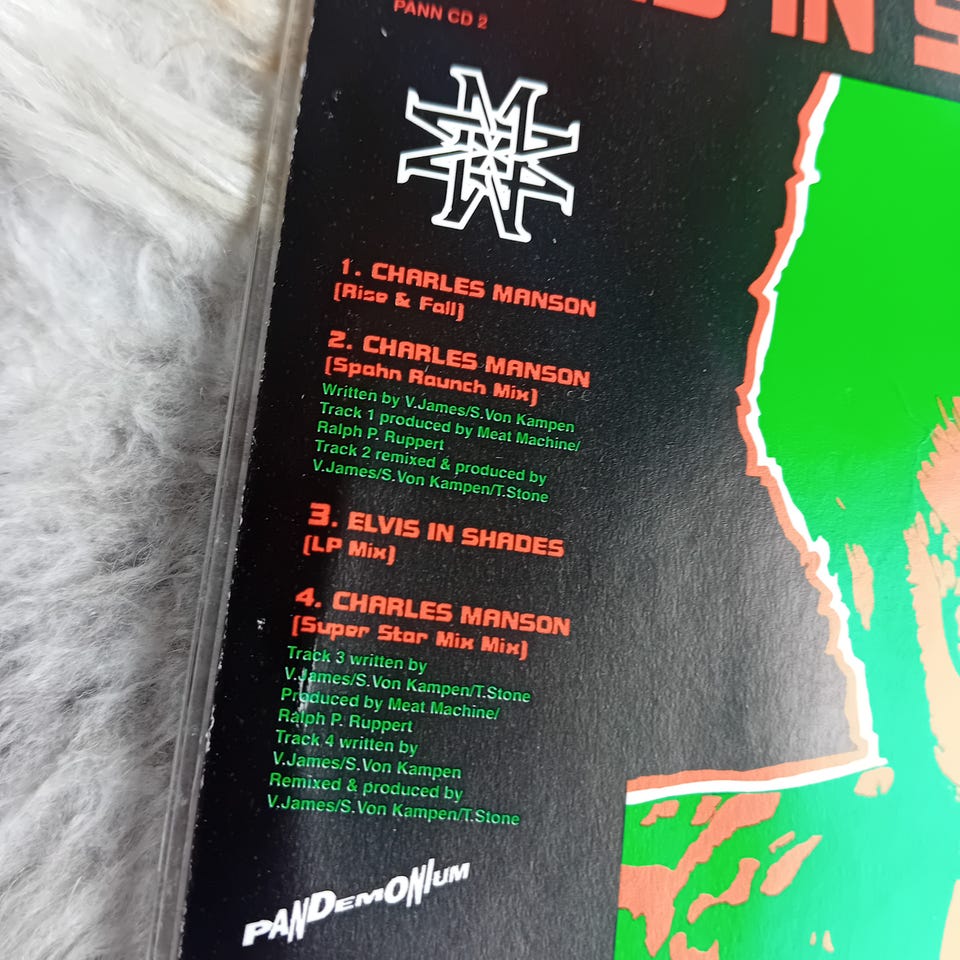 PANN CD 2
IN
1. CHARLES MANSON
(Rise & Fall)
2. CHARLES MANSON
(Spahn Raunch Mix)
Written by V.James/S.Von Kampen
Track 1 produced by Meat Machine/
Ralph P. Ruppert
Track 2 remixed & produced by
V.James/S.Von Kampen/T.Stone
3. ELVIS IN SHADES
(LP Mix)
4. CHARLES MANSON
(Super Star Mix Mix)
Track 3 written by
V.James/S.Von Kampen/T.Stone
Produced by Meat Machine/
Ralph P. Ruppert
Track 4 written by
V.James/S.Von Kampen
Remixed & produced by
V.James/S.Von Kampen/T.Stone
PANDEMONIUM